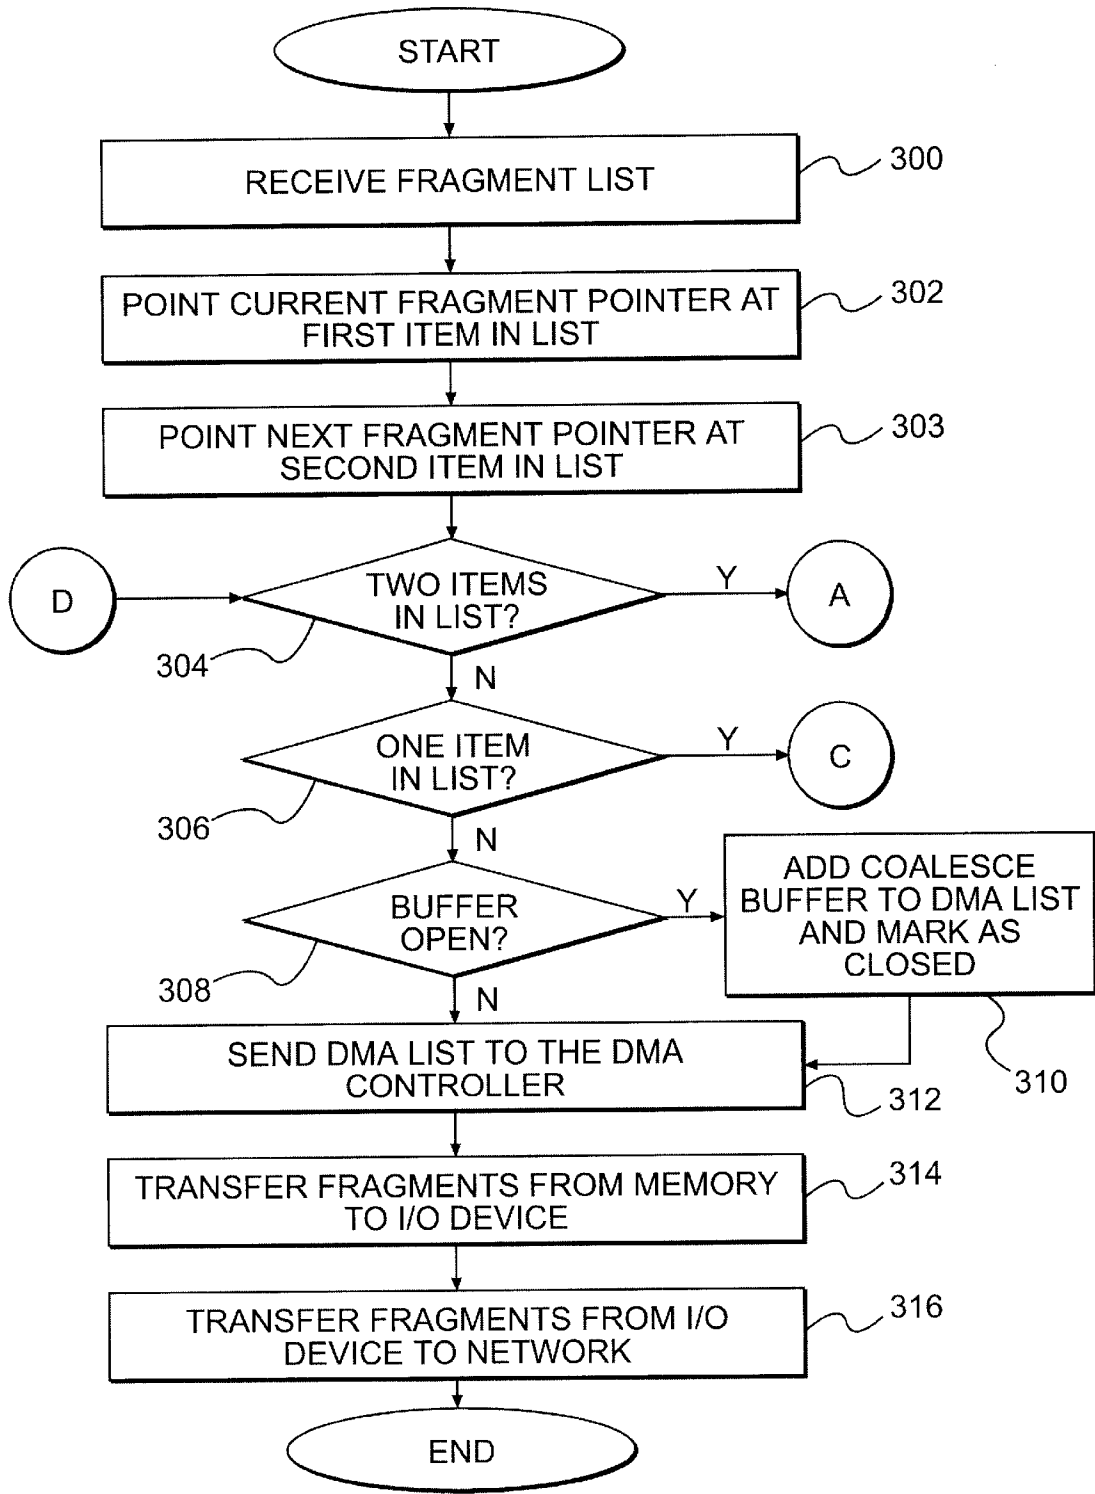 START
RECEIVE FRAGMENT LIST
300
POINT CURRENT FRAGMENT POINTER AT
FIRST ITEM IN LIST
302
POINT NEXT FRAGMENT POINTER AT
SECOND ITEM IN LIST
303
D
TWO ITEMS
IN LIST?
Y
A
304
N
ONE ITEM
IN LIST?
Y
C
306
N
BUFFER
OPEN?
Y
ADD COALESCE
BUFFER TO DMA LIST
AND MARK AS
CLOSED
308
N
310
SEND DMA LIST TO THE DMA
CONTROLLER
312
TRANSFER FRAGMENTS FROM MEMORY
TO I/O DEVICE
314
TRANSFER FRAGMENTS FROM I/O
DEVICE TO NETWORK
316
END